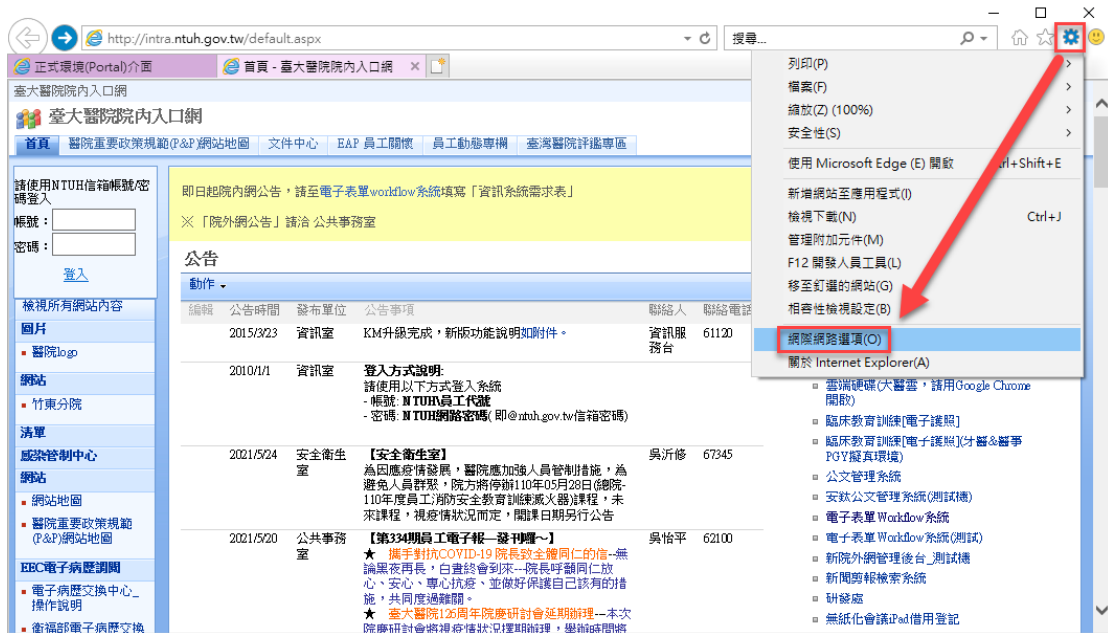 http://intra.ntuh.gov.tw/default.aspx
搜尋...
正式環境(Portal)介面
首頁 - 臺大醫院院內入口網
臺大醫院院內入口網
臺大醫院院內入口網
首頁 醫院重要政策規範(P&P)網站地圖 文件中心 EAP 員工關懷 員工動態專欄 臺灣醫院評鑑專區
請使用NTUH信箱帳號/密
碼登入
帳號：
密碼：
登入
檢視所有網站內容
圖片
醫院logo
網站
竹東分院
清單
感染管制中心
網站
網站地圖
醫院重要政策規範
(P&P)網站地圖
EEC電子病歷調閱
電子病歷交換中心_
操作說明
衛福部電子病歷交換
即日起院內網公告，請至電子表單workflow系統填寫「資訊系統需求表」
※「院外網公告」請洽 公共事務室
公告
動作
編輯 公告時間 發布單位 公告事項 聯絡人 聯絡電話
2015/3/23 資訊室 KM升級完成，新版功能說明如附件。 資訊服
務台 61120
2010/1/1 資訊室 登入方式說明:
請使用以下方式登入系統
- 帳號: NTUH\員工代號
- 密碼: NTUH網路密碼( 即@ntuh.gov.tw信箱密碼)
2021/5/24 安全衛生
室 【安全衛生室】 吳沂修 67345
為因應疫情發展，醫院應加強人員管制措施，為
避免人員群聚，院方將停辦110年05月28日(總院-
110年度員工消防安全教育訓練滅火器)課程，未
來課程，視疫情狀況而定，開課日期另行公告
2021/5/20 公共事務
室 【第334期員工電子報—發刊囉～】 吳怡平 62100
★ 攜手對抗COVID-19 院長致全體同仁的信--無
論黑夜再長，白晝終會到來---院長呼籲同仁放
心、安心、專心抗疫、並做好保護自己該有的措
施，共同度過難關。
★ 臺大醫院126周年院慶研討會延期辦理---本次
院慶研討會將視疫情狀況擇期辦理，舉辦時間將
列印(P)
檔案(F)
縮放(Z) (100%)
安全性(S)
使用 Microsoft Edge (E) 開啟 rl+Shift+E
新增網站至應用程式(I)
檢視下載(N) Ctrl+J
管理附加元件(M)
F12 開發人員工具(L)
移至釘選的網站(G)
相容性檢視設定(B)
網際網路選項(O)
關於 Internet Explorer(A)
雲端硬碟(大醫雲，請用Google Chrome
開啟)
臨床教育訓練[電子護照]
臨床教育訓練[電子護照](牙醫&醫事
PGY擬真環境)
公文管理系統
安欽公文管理系統(測試機)
電子表單Workflow系統
電子表單Workflow系統(測試)
新院外網管理後台_測試機
新聞剪報檢索系統
研發處
無紙化會議iPad借用登記